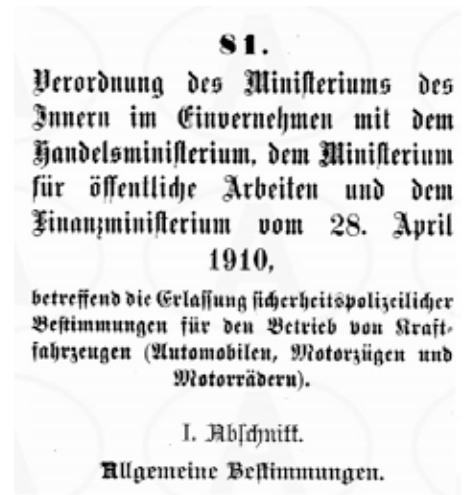 81.
Verordnung des Ministeriums des
Innern im Einvernehmen mit dem
Handelsministerium, dem Ministerium
für öffentliche Arbeiten und dem
Finanzministerium vom 28. April
1910,
betreffend die Erlassung sicherheitspolizeilicher
Bestimmungen für den Betrieb von Kraft-
fahrzeugen (Automobilen, Motorzügen und
Motorrädern).
I. Abschnitt.
Allgemeine Bestimmungen.